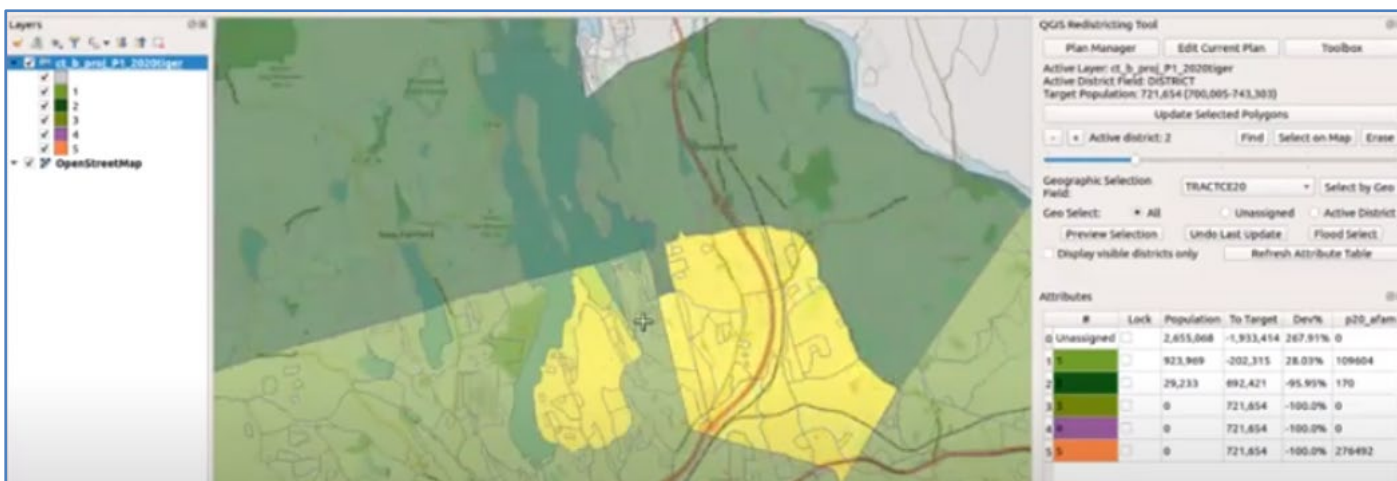 Layers
ct_b_proj_P1_2020tiger
1
2
3
4
5
OpenStreetMap
QGIS Redistricting Tool
Plan Manager Edit Current Plan Toolbox
Active Layer: ct_b_proj_P1_2020tiger
Active District Field: DISTRICT
Target Population: 721,654 (700,005-743,303)
Update Selected Polygons
- + Active district: 2 Find Select on Map Erase
Geographic Selection Field: TRACTCE20 Select by Geo
Geo Select: All Unassigned Active District
Preview Selection Undo Last Update Flood Select
Display visible districts only Refresh Attribute Table
Attributes
# Lock Population To Target Dev% p20_afam
0 Unassigned 2,655,068 -1,933,414 267.91% 0
1 923,969 -202,315 28.03% 109604
2 29,233 692,421 -95.95% 170
3 0 721,654 -100.0% 0
4 0 721,654 -100.0% 0
5 5 0 721,654 -100.0% 276492